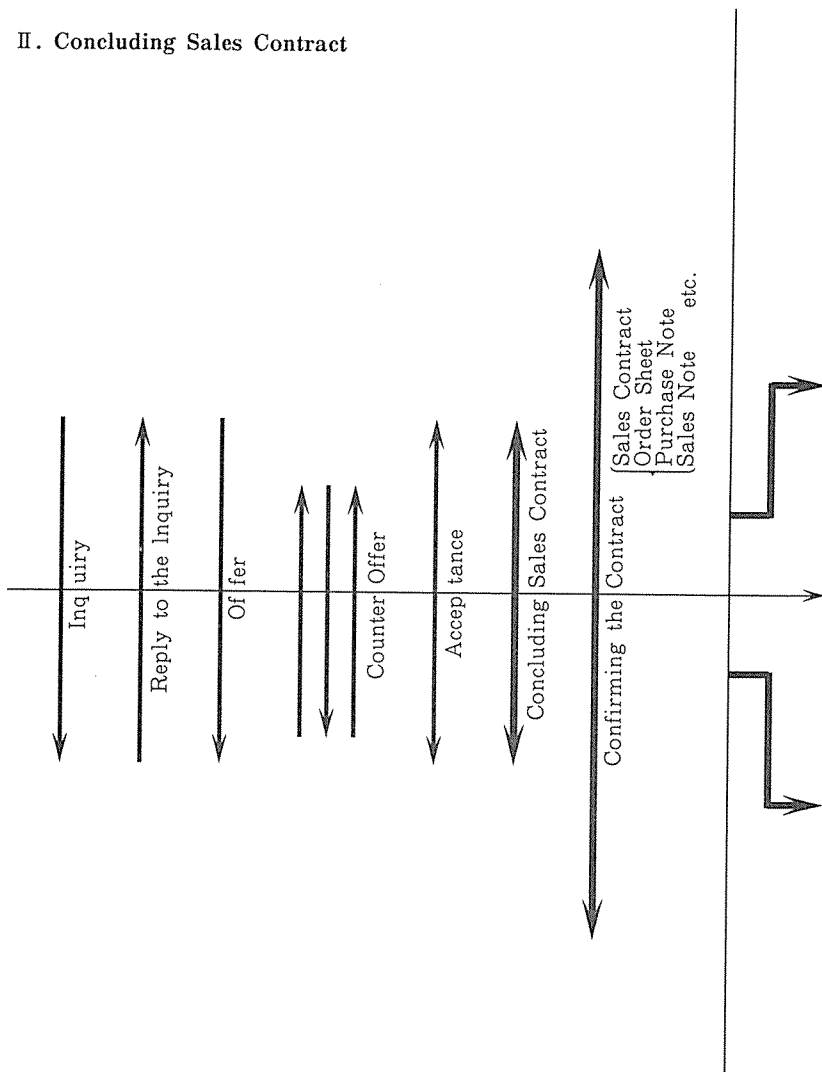 Ⅱ. Concluding Sales Contract
Inquiry
Reply to the Inquiry
Offer
Counter Offer
Acceptance
Concluding Sales Contract
Confirming the Contract
Sales Contract
Order Sheet
Purchase Note
Sales Note etc.